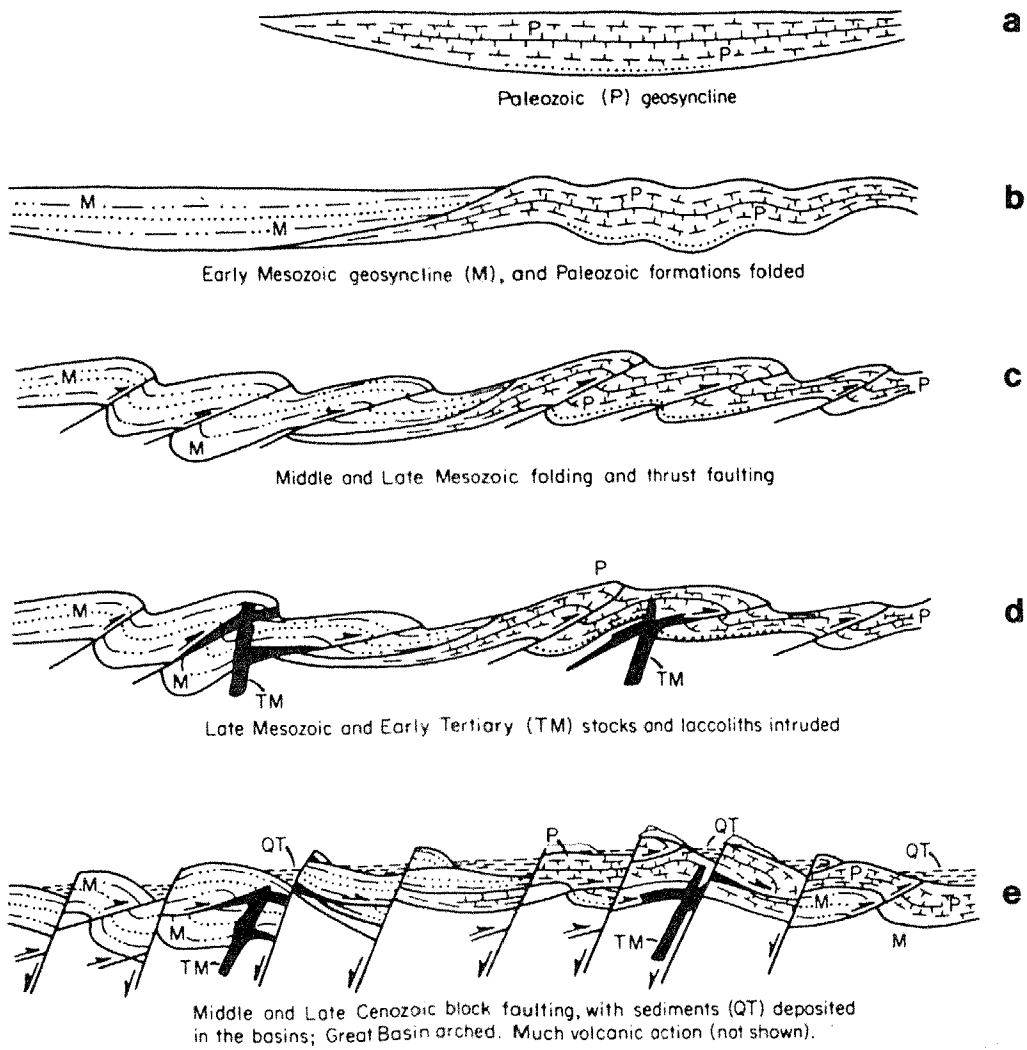 P
P
a
Paleozoic (P) geosyncline
M
P
M
P
b
Early Mesozoic geosyncline (M), and Paleozoic formations folded
M
P
P
M
c
Middle and Late Mesozoic folding and thrust faulting
P
M
P
M
TM
TM
d
Late Mesozoic and Early Tertiary (TM) stocks and laccoliths intruded
QT
P
QT
QT
M
P
M
M
P
TM
TM
M
e
Middle and Late Cenozoic block faulting, with sediments (QT) deposited
in the basins; Great Basin arched. Much volcanic action (not shown).